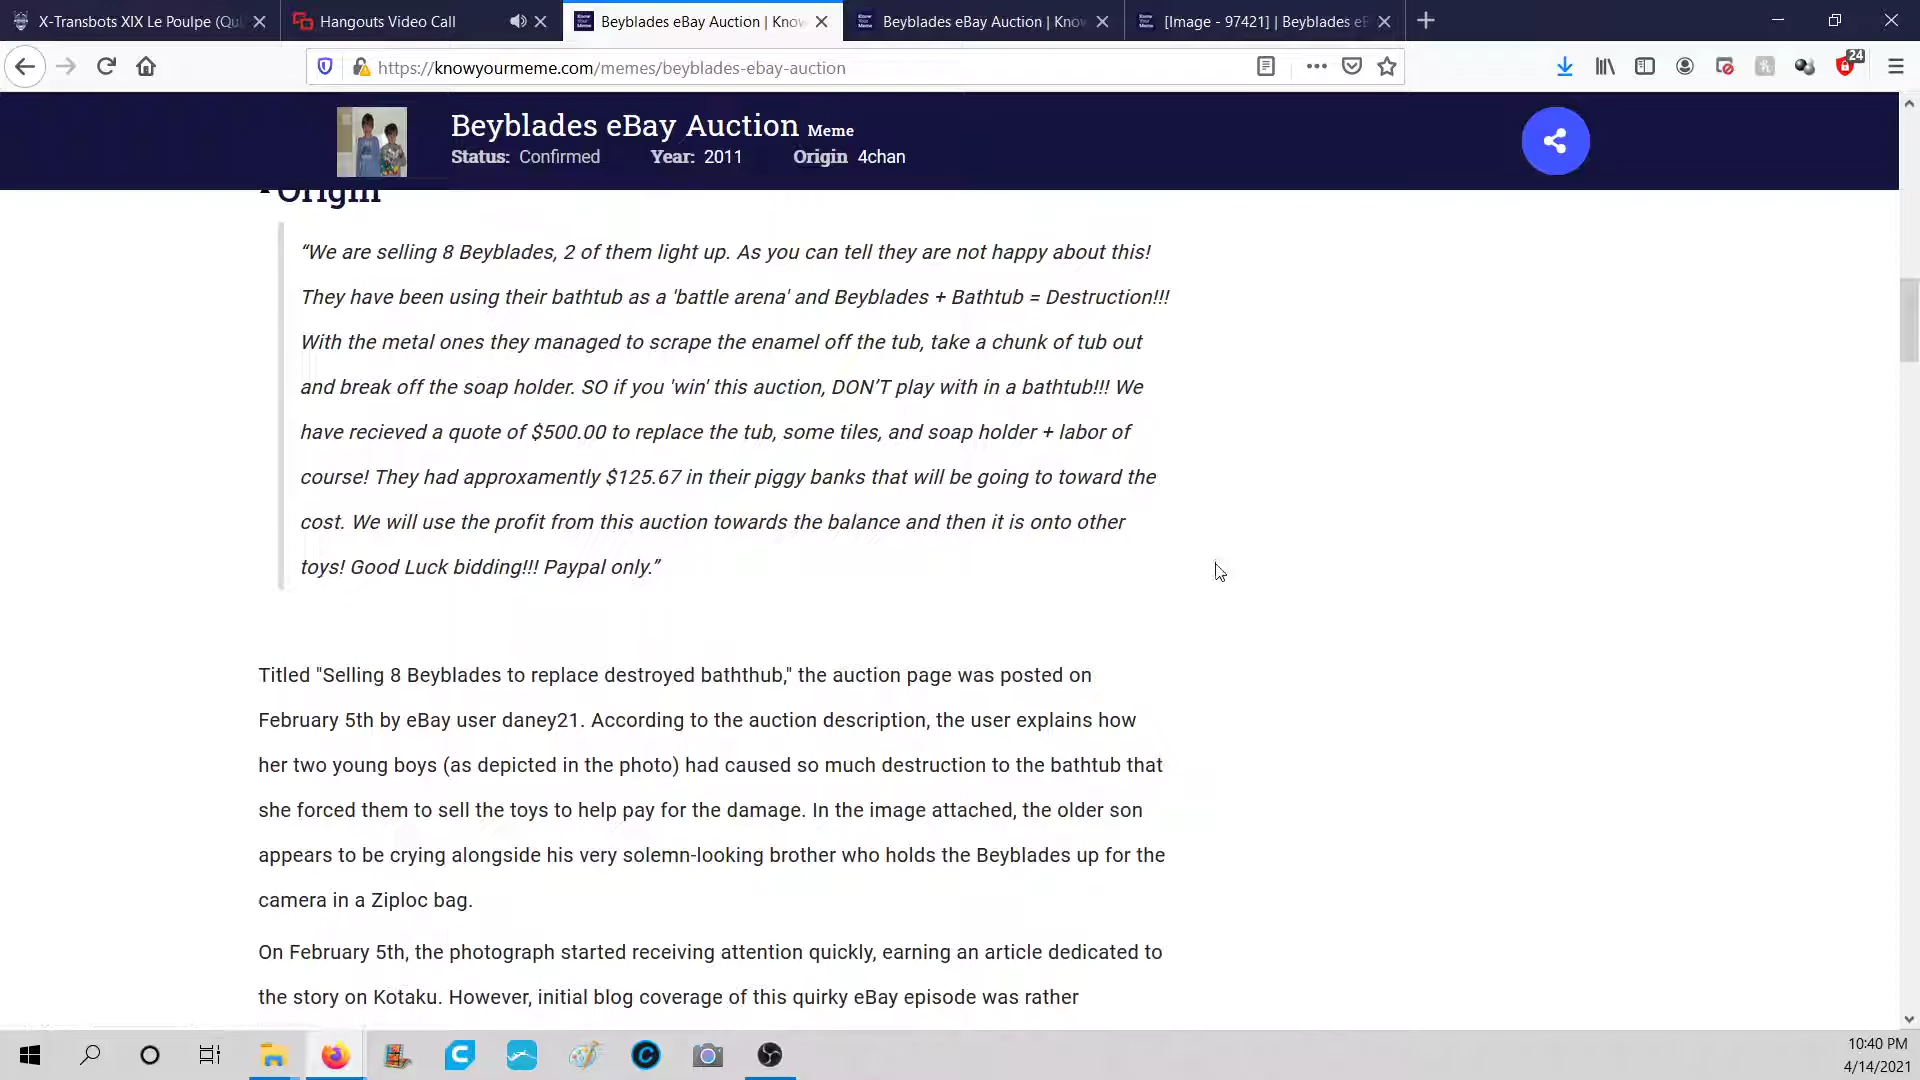 X-Transbots XIX Le Poulpe (Qu
Hangouts Video Call
Beyblades eBay Auction | Know
Beyblades eBay Auction | Know
[Image - 97421] | Beyblades eB
https://knowyourmeme.com/memes/beyblades-ebay-auction
24
Beyblades eBay Auction Meme
Status: Confirmed Year: 2011 Origin 4chan
Origin
“We are selling 8 Beyblades, 2 of them light up. As you can tell they are not happy about this!
They have been using their bathtub as a 'battle arena' and Beyblades + Bathtub = Destruction!!!
With the metal ones they managed to scrape the enamel off the tub, take a chunk of tub out
and break off the soap holder. SO if you 'win' this auction, DON’T play with in a bathtub!!! We
have recieved a quote of $500.00 to replace the tub, some tiles, and soap holder + labor of
course! They had approxamently $125.67 in their piggy banks that will be going to toward the
cost. We will use the profit from this auction towards the balance and then it is onto other
toys! Good Luck bidding!!! Paypal only.”
Titled "Selling 8 Beyblades to replace destroyed baththub," the auction page was posted on
February 5th by eBay user daney21. According to the auction description, the user explains how
her two young boys (as depicted in the photo) had caused so much destruction to the bathtub that
she forced them to sell the toys to help pay for the damage. In the image attached, the older son
appears to be crying alongside his very solemn-looking brother who holds the Beyblades up for the
camera in a Ziploc bag.
On February 5th, the photograph started receiving attention quickly, earning an article dedicated to
the story on Kotaku. However, initial blog coverage of this quirky eBay episode was rather
10:40 PM
4/14/2021